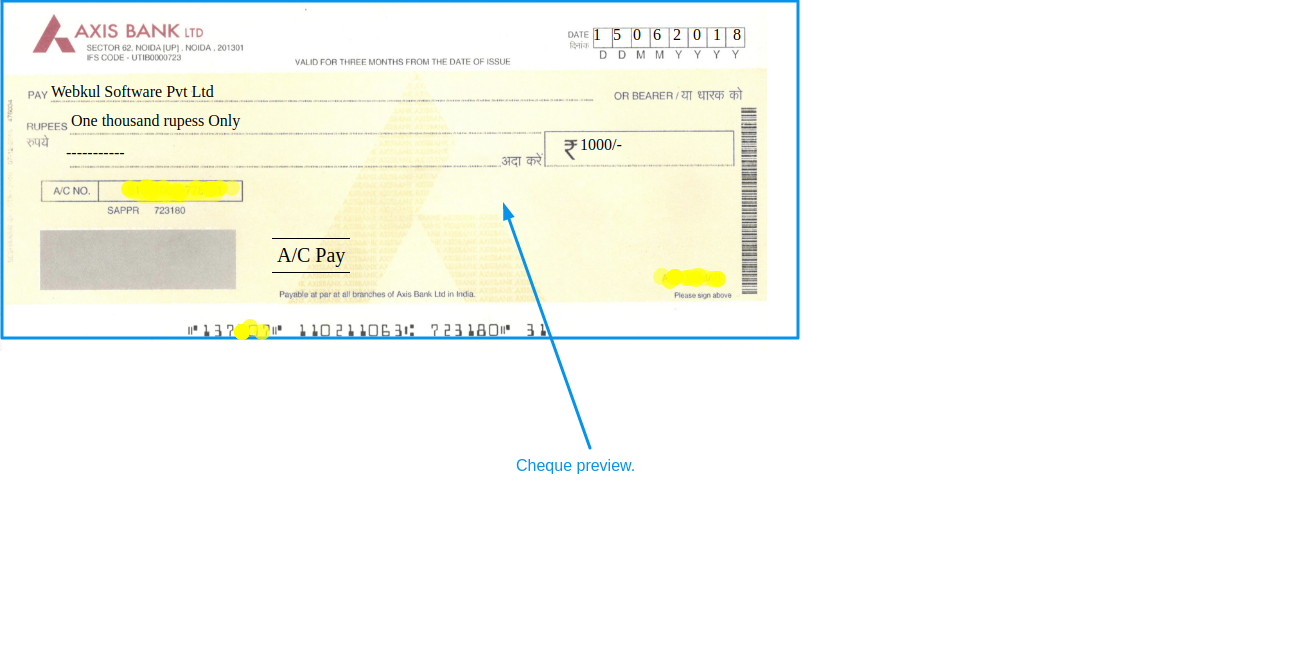 AXIS BANK LTD
SECTOR 62, NOIDA [UP] , NOIDA , 201301
IFS CODE - UTIB0000723
DATE 1 5 0 6 2 0 1 8
दिनांक D D M M Y Y Y Y
VALID FOR THREE MONTHS FROM THE DATE OF ISSUE
PAY Webkul Software Pvt Ltd OR BEARER / या धारक को
RUPEES One thousand rupess Only
रुपये ----------- अदा करें ₹ 1000/-
A/C NO.
SAPPR 723180
A/C Pay
Payable at par at all branches of Axis Bank Ltd in India.
Please sign above
⑈137 ⑈ 110211063⑆ 723180⑈ 31
Cheque preview.